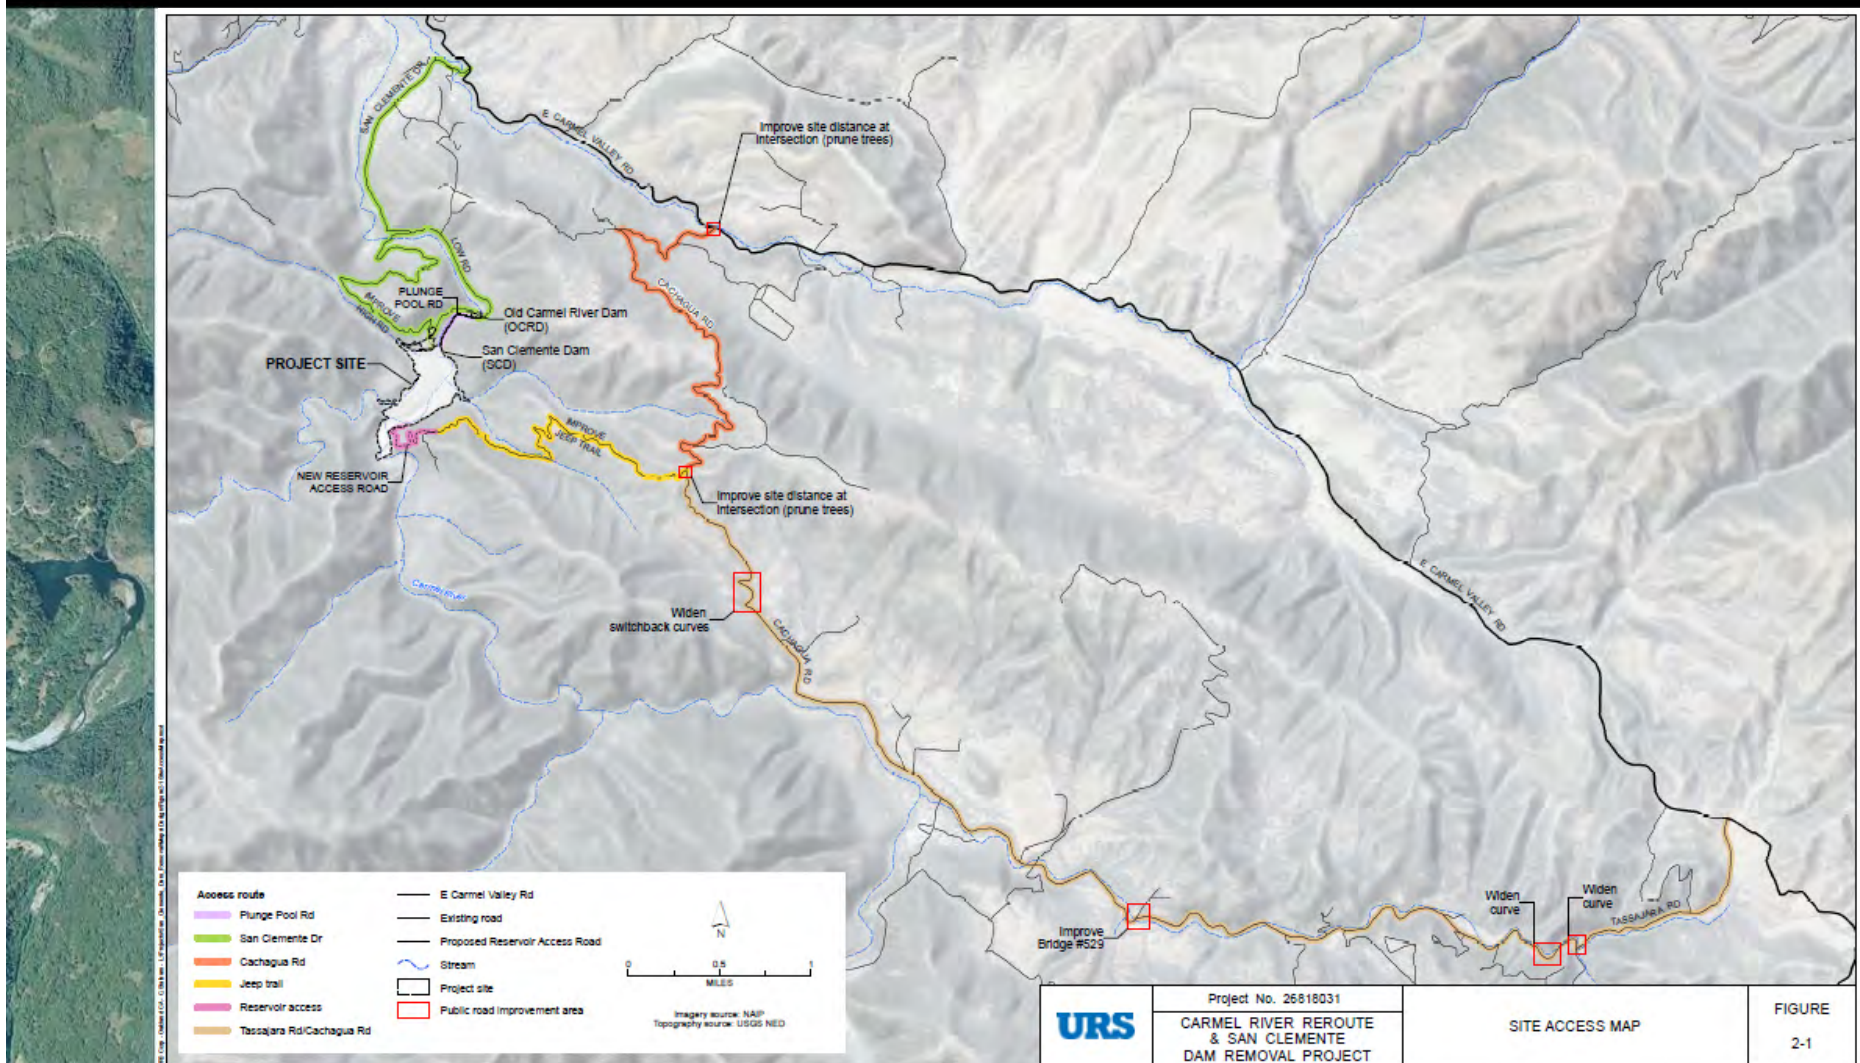 SAN CLEMENTE DR
E CARMEL VALLEY RD
Improve site distance at
Intersection (prune trees)
LOW RD
CACHAGUA RD
PLUNGE
POOL RD
IMPROVE
HIGH RD
Old Carmel River Dam
(OCRD)
San Clemente Dam
(SCD)
PROJECT SITE
IMPROVE
JEEP TRAIL
NEW RESERVOIR
ACCESS ROAD
Improve site distance at
Intersection (prune trees)
Carmel River
Widen
switchback curves
CACHAGUA RD
E CARMEL VALLEY RD
Widen
curve
Widen
curve
TASSAJARA RD
Improve
Bridge #529
Access route
Plunge Pool Rd
San Clemente Dr
Cachagua Rd
Jeep trail
Reservoir access
Tassajara Rd/Cachagua Rd
E Carmel Valley Rd
Existing road
Proposed Reservoir Access Road
Stream
Project site
Public road improvement area
N
0 0.5 1
MILES
Imagery source: NAIP
Topography source: USGS NED
URS
Project No. 26818031
CARMEL RIVER REROUTE
& SAN CLEMENTE
DAM REMOVAL PROJECT
SITE ACCESS MAP
FIGURE
2-1